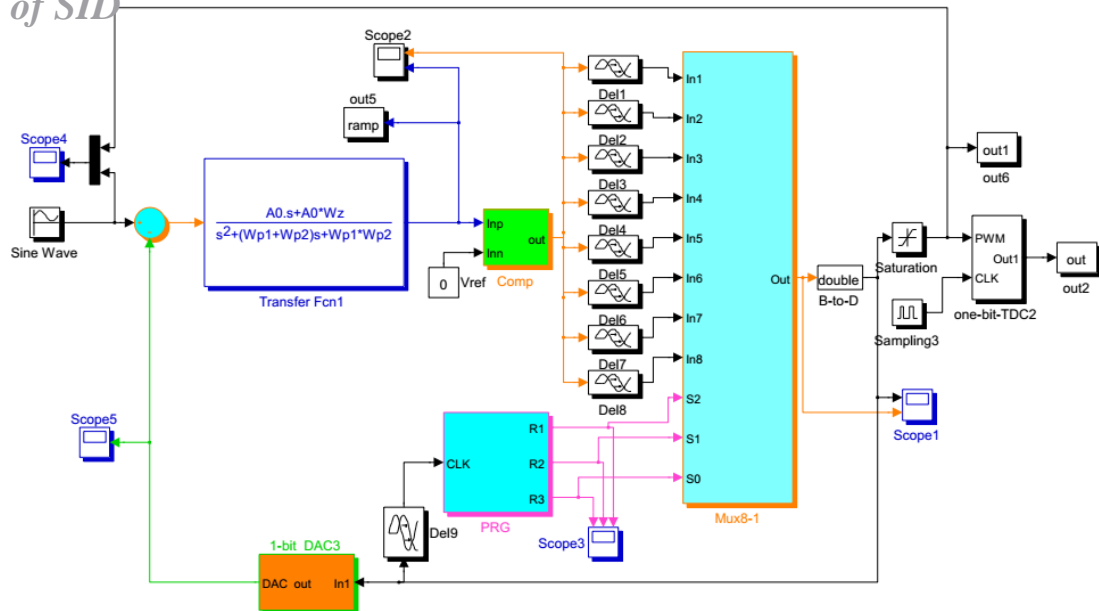 of SID
Scope2
out5
ramp
Scope4
Sine Wave
A0.s+A0*Wz
s2+(Wp1+Wp2)s+Wp1*Wp2
Transfer Fcn1
Inp
Inn
out
Comp
0
Vref
Del1
Del2
Del3
Del4
Del5
Del6
Del7
Del8
In1
In2
In3
In4
In5
In6
In7
In8
S2
S1
S0
Out
Mux8-1
double
B-to-D
Saturation
Sampling3
PWM
CLK
Out1
one-bit-TDC2
out1
out6
out
out2
Scope1
Scope5
CLK
R1
R2
R3
PRG
Del9
Scope3
1-bit DAC3
DAC out
In1